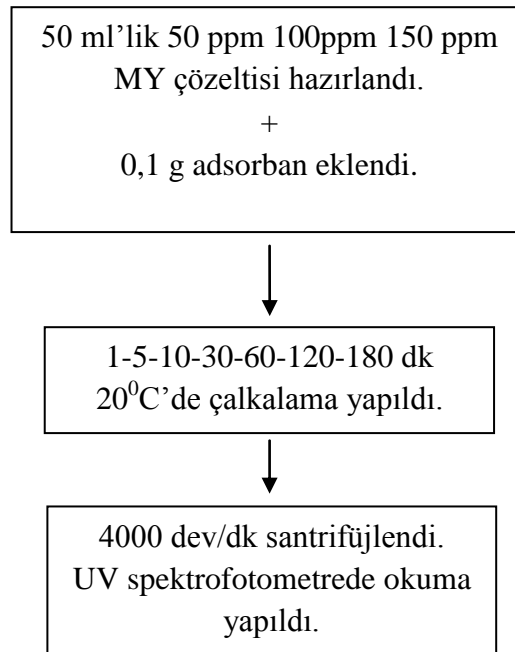 50 ml’lik 50 ppm 100ppm 150 ppm
MY çözeltisi hazırlandı.
+
0,1 g adsorban eklendi.
1-5-10-30-60-120-180 dk
20⁰C’de çalkalama yapıldı.
4000 dev/dk santrifüjlendi.
UV spektrofotometrede okuma
yapıldı.